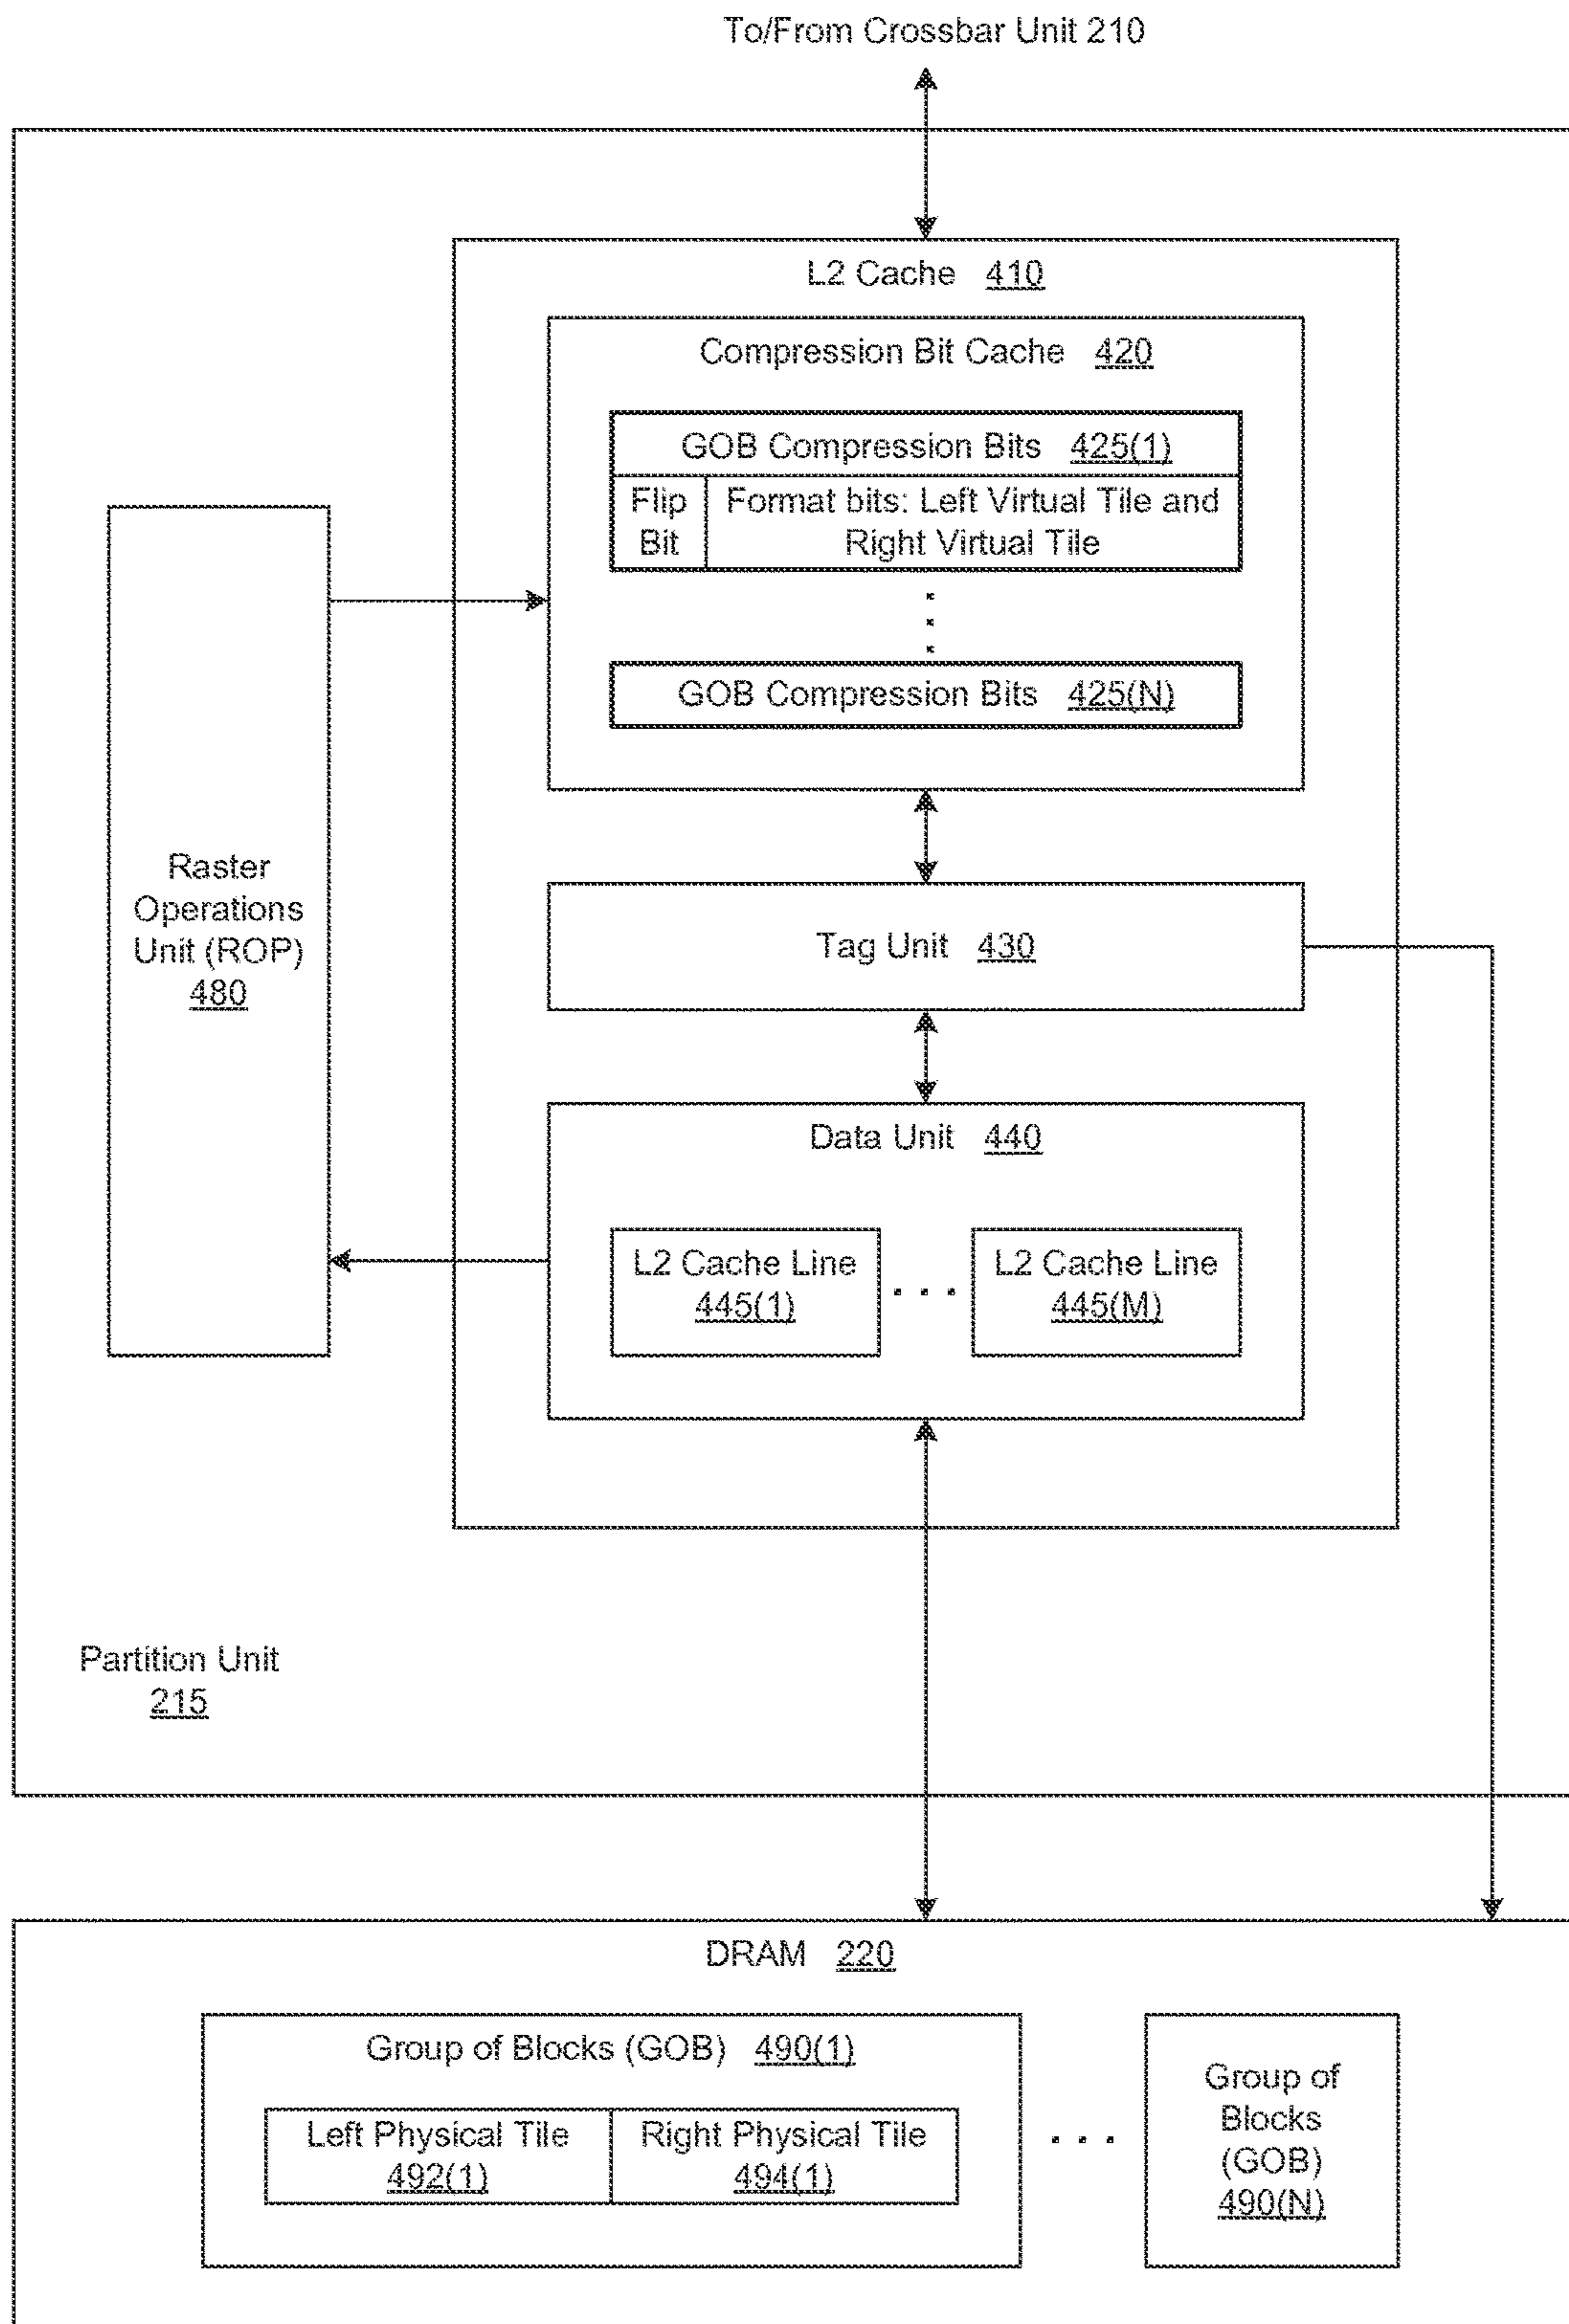 To/From Crossbar Unit 210
L2 Cache 410
Compression Bit Cache 420
GOB Compression Bits 425(1)
Flip
Bit
Format bits: Left Virtual Tile and
Right Virtual Tile
GOB Compression Bits 425(N)
Raster
Operations
Unit (ROP)
480
Tag Unit 430
Data Unit 440
L2 Cache Line
445(1)
. . .
L2 Cache Line
445(M)
Partition Unit
215
DRAM 220
Group of Blocks (GOB) 490(1)
Left Physical Tile
492(1)
Right Physical Tile
494(1)
. . .
Group of
Blocks
(GOB)
490(N)